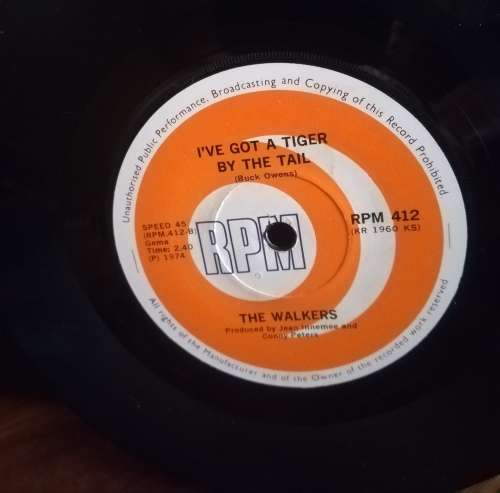 Unauthorised Public Performance, Broadcasting and Copying of this Record Prohibited
I'VE GOT A TIGER
BY THE TAIL
(Buck Owens)
SPEED 45
(RPM.412-B)
Gema
Time: 2.40
(P) 1974
RPM
RPM 412
(KR 1960 KS)
THE WALKERS
Produced by Jean Innemee and
Conny Peters
All rights of the Manufacturer and of the Owner of the recorded work reserved